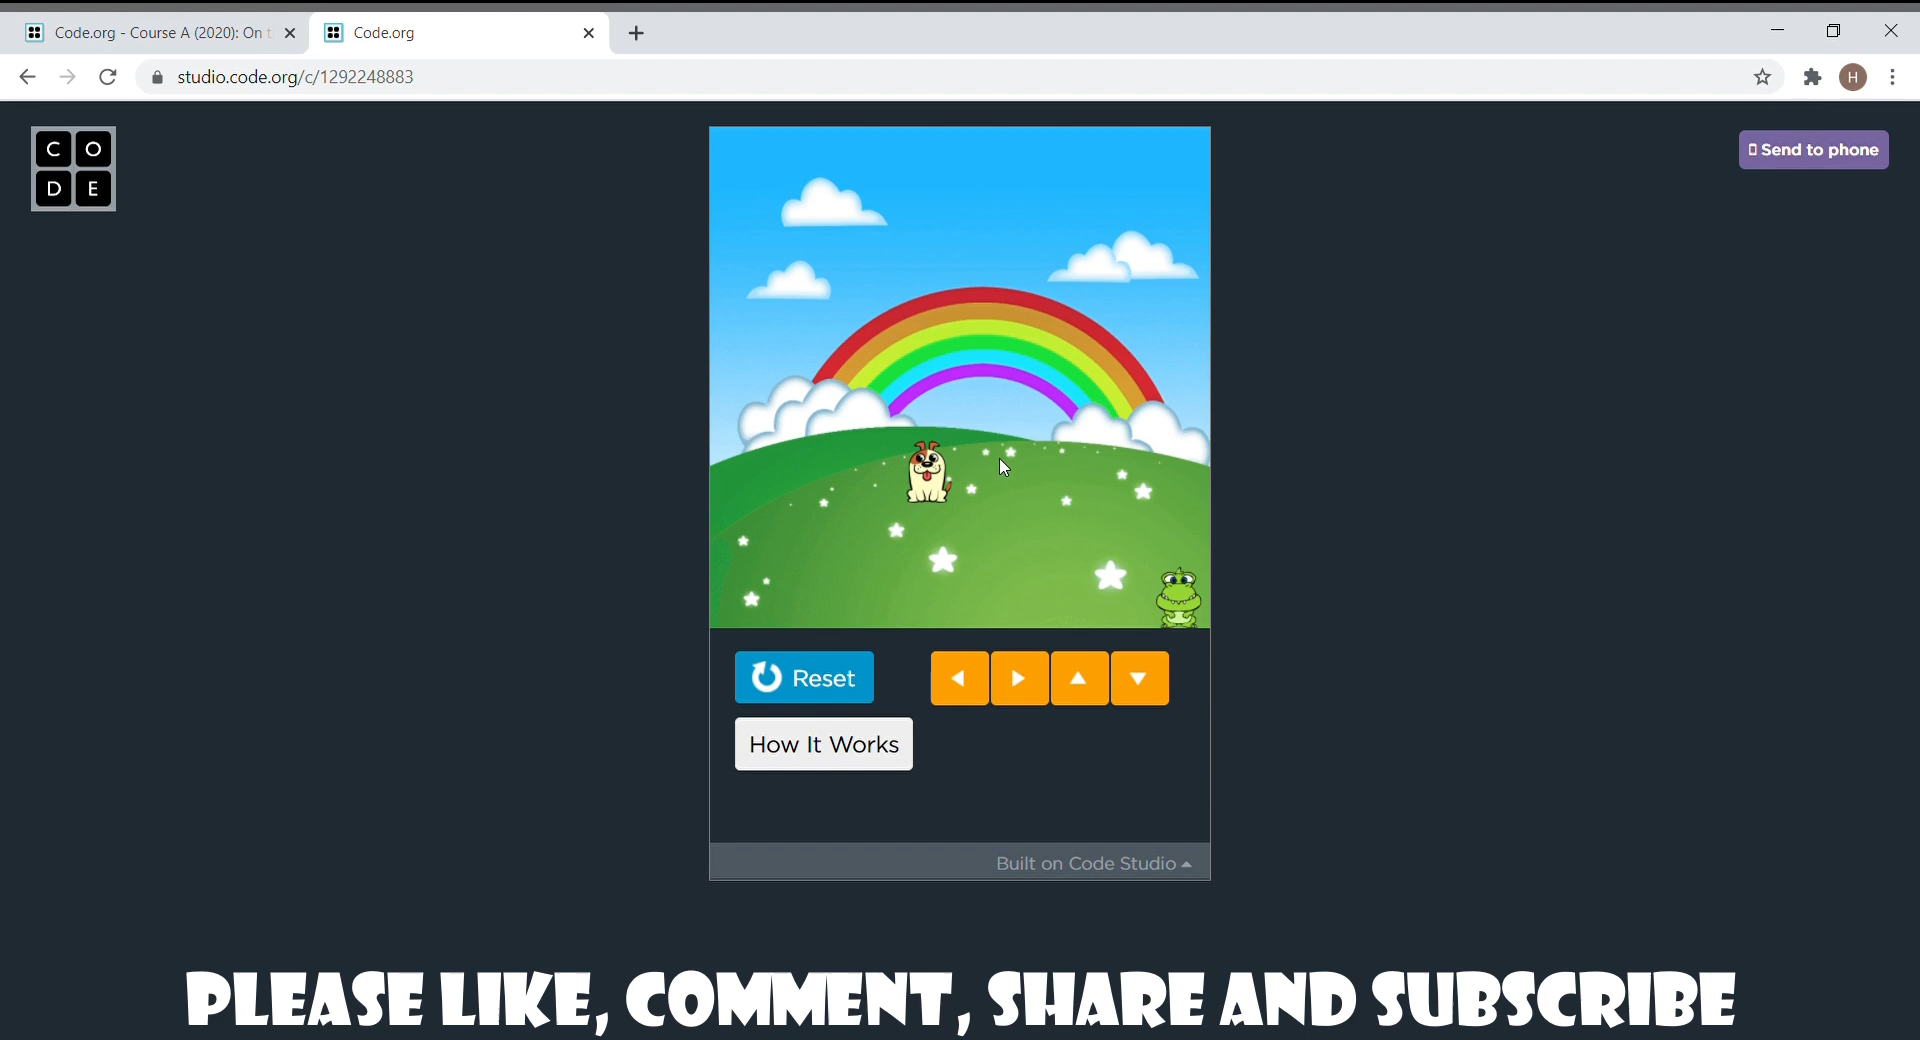 Code.org - Course A (2020): On t
Code.org
studio.code.org/c/1292248883
H
C O
D E
Send to phone
Reset
How It Works
Built on Code Studio
PLEASE LIKE, COMMENT, SHARE AND SUBSCRIBE